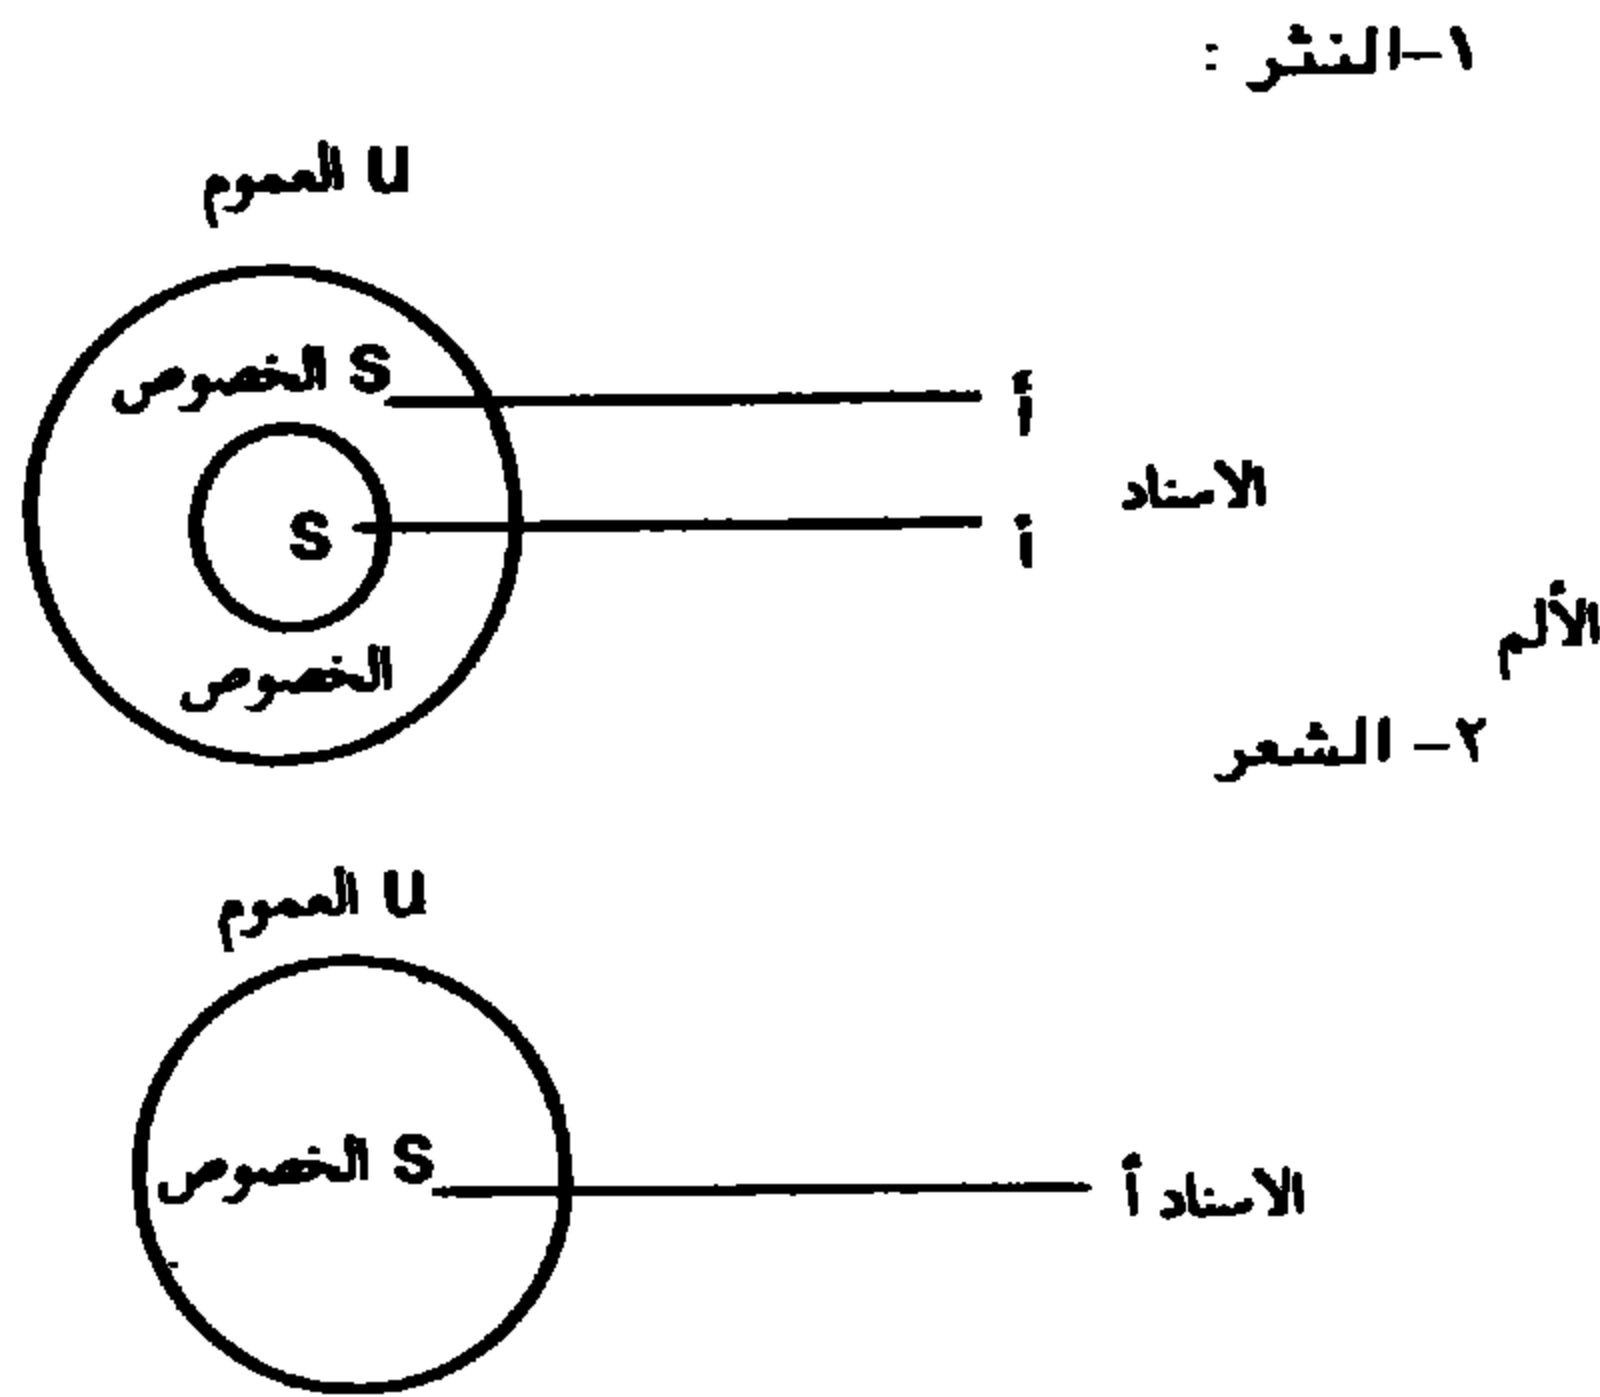 ١-النثر :
U العموم
S الخصوص
أ
الاسناد
S
أ
الخصوص
الألم
٢- الشعر
U العموم
S الخصوص
الاسناد أ